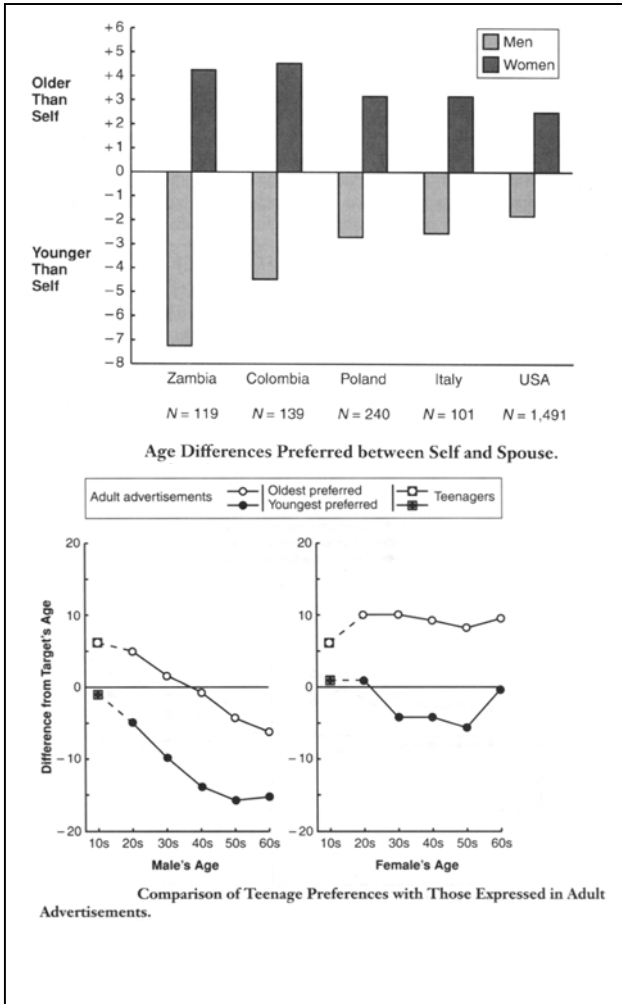 +6
+5
+4
+3
+2
+1
0
−1
−2
−3
−4
−5
−6
−7
−8
Older
Than
Self
Younger
Than
Self
Men
Women
Zambia Colombia Poland Italy USA
N = 119 N = 139 N = 240 N = 101 N = 1,491
Age Differences Preferred between Self and Spouse.
Adult advertisements Oldest preferred Teenagers
Youngest preferred
Difference from Target's Age
20
10
0
−10
−20
10s 20s 30s 40s 50s 60s
Male's Age
20
10
0
−10
−20
10s 20s 30s 40s 50s 60s
Female's Age
Comparison of Teenage Preferences with Those Expressed in Adult
Advertisements.